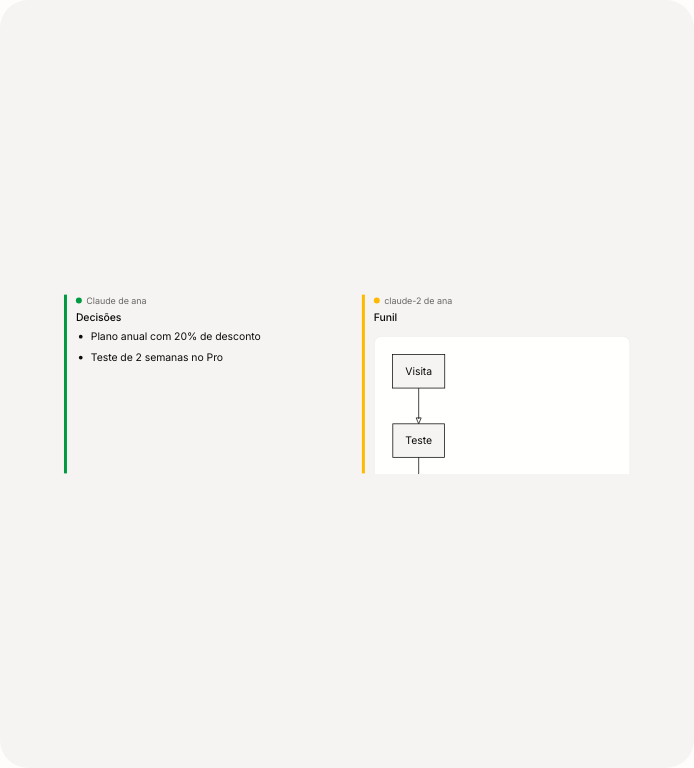 Claude de ana
Decisões
• Plano anual com 20% de desconto
• Teste de 2 semanas no Pro
claude-2 de ana
Funil
Visita
Teste